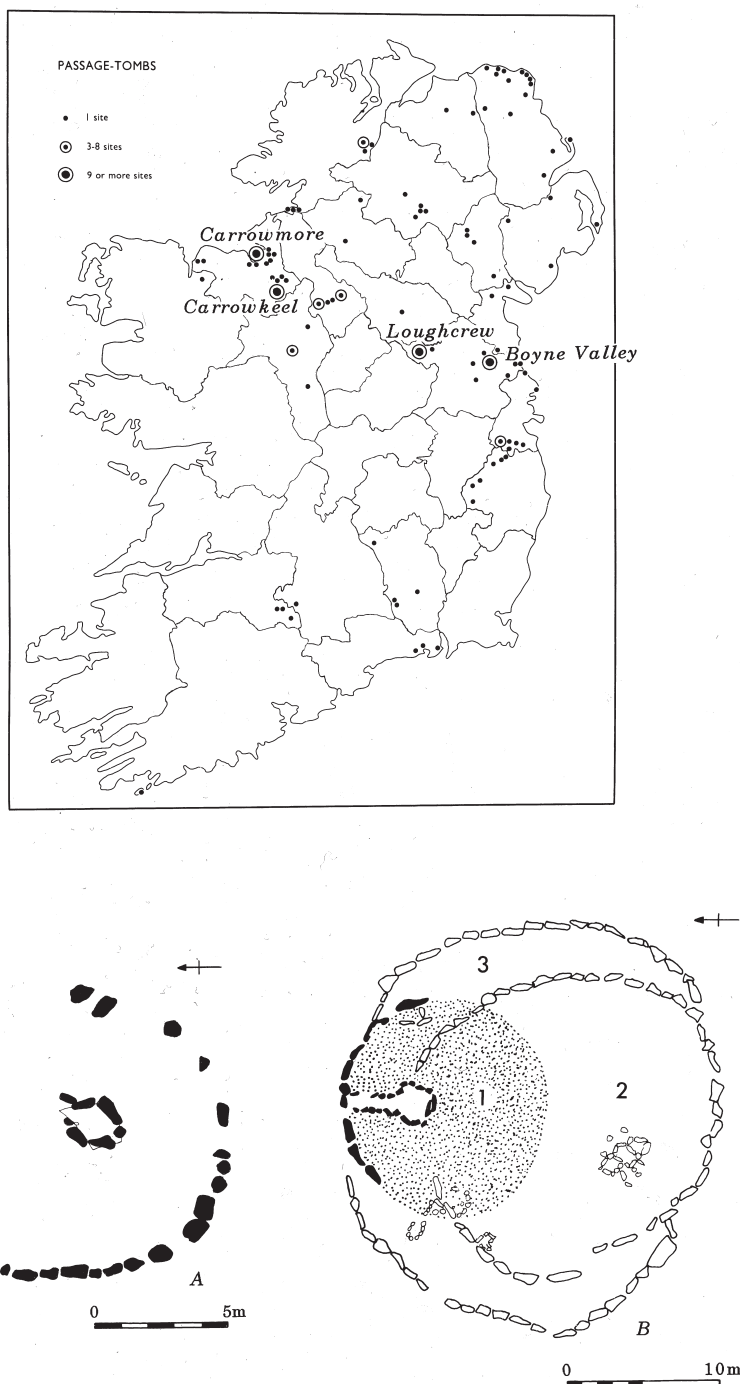 PASSAGE-TOMBS
1 site
3-8 sites
9 or more sites
Carrowmore
Carrowkeel
Loughcrew
Boyne Valley
3
1
2
A
0 5m
B
0 10m